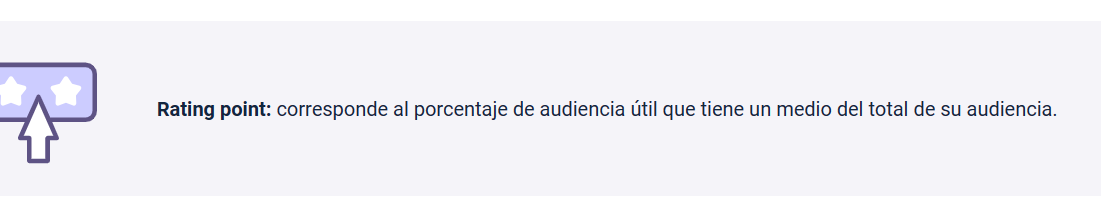 Rating point: corresponde al porcentaje de audiencia útil que tiene un medio del total de su audiencia.